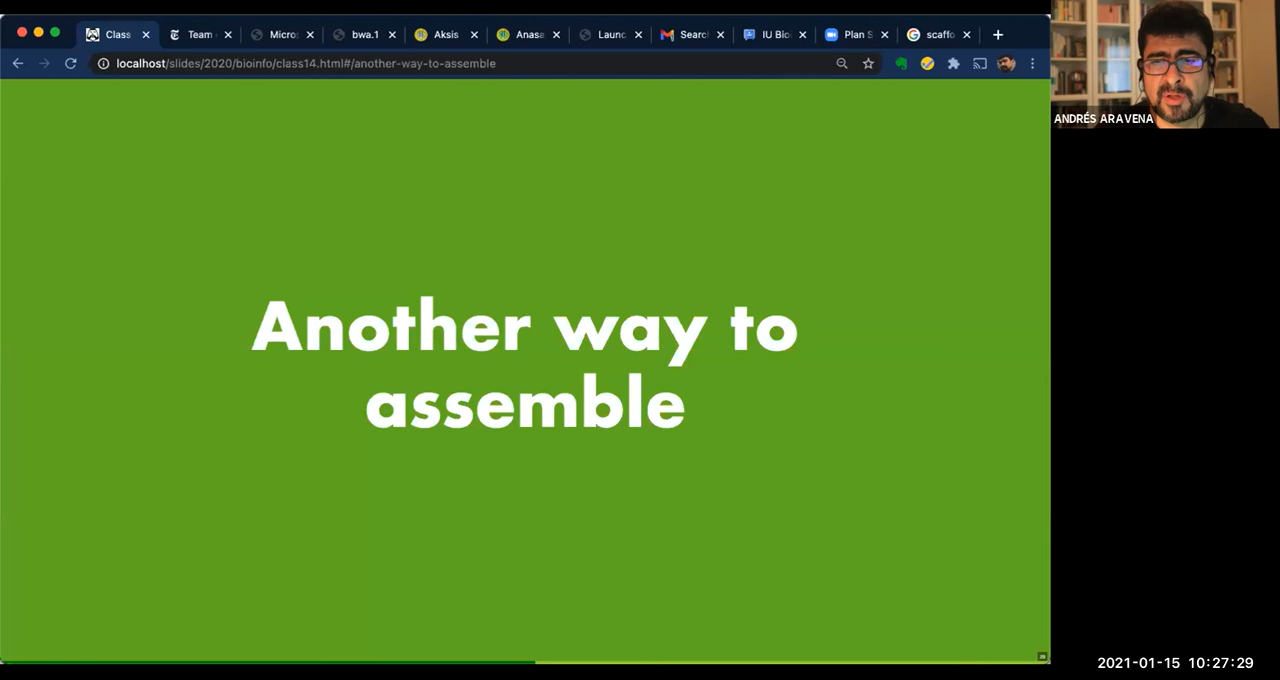 Class
Team
Micro:
bwa.1
Aksis
Anasa
Launc
Searc
IU Bio
Plan S
scaffo
localhost/slides/2020/bioinfo/class14.html#/another-way-to-assemble
ANDRÉS ARAVENA
Another way to
assemble
2021-01-15 10:27:29